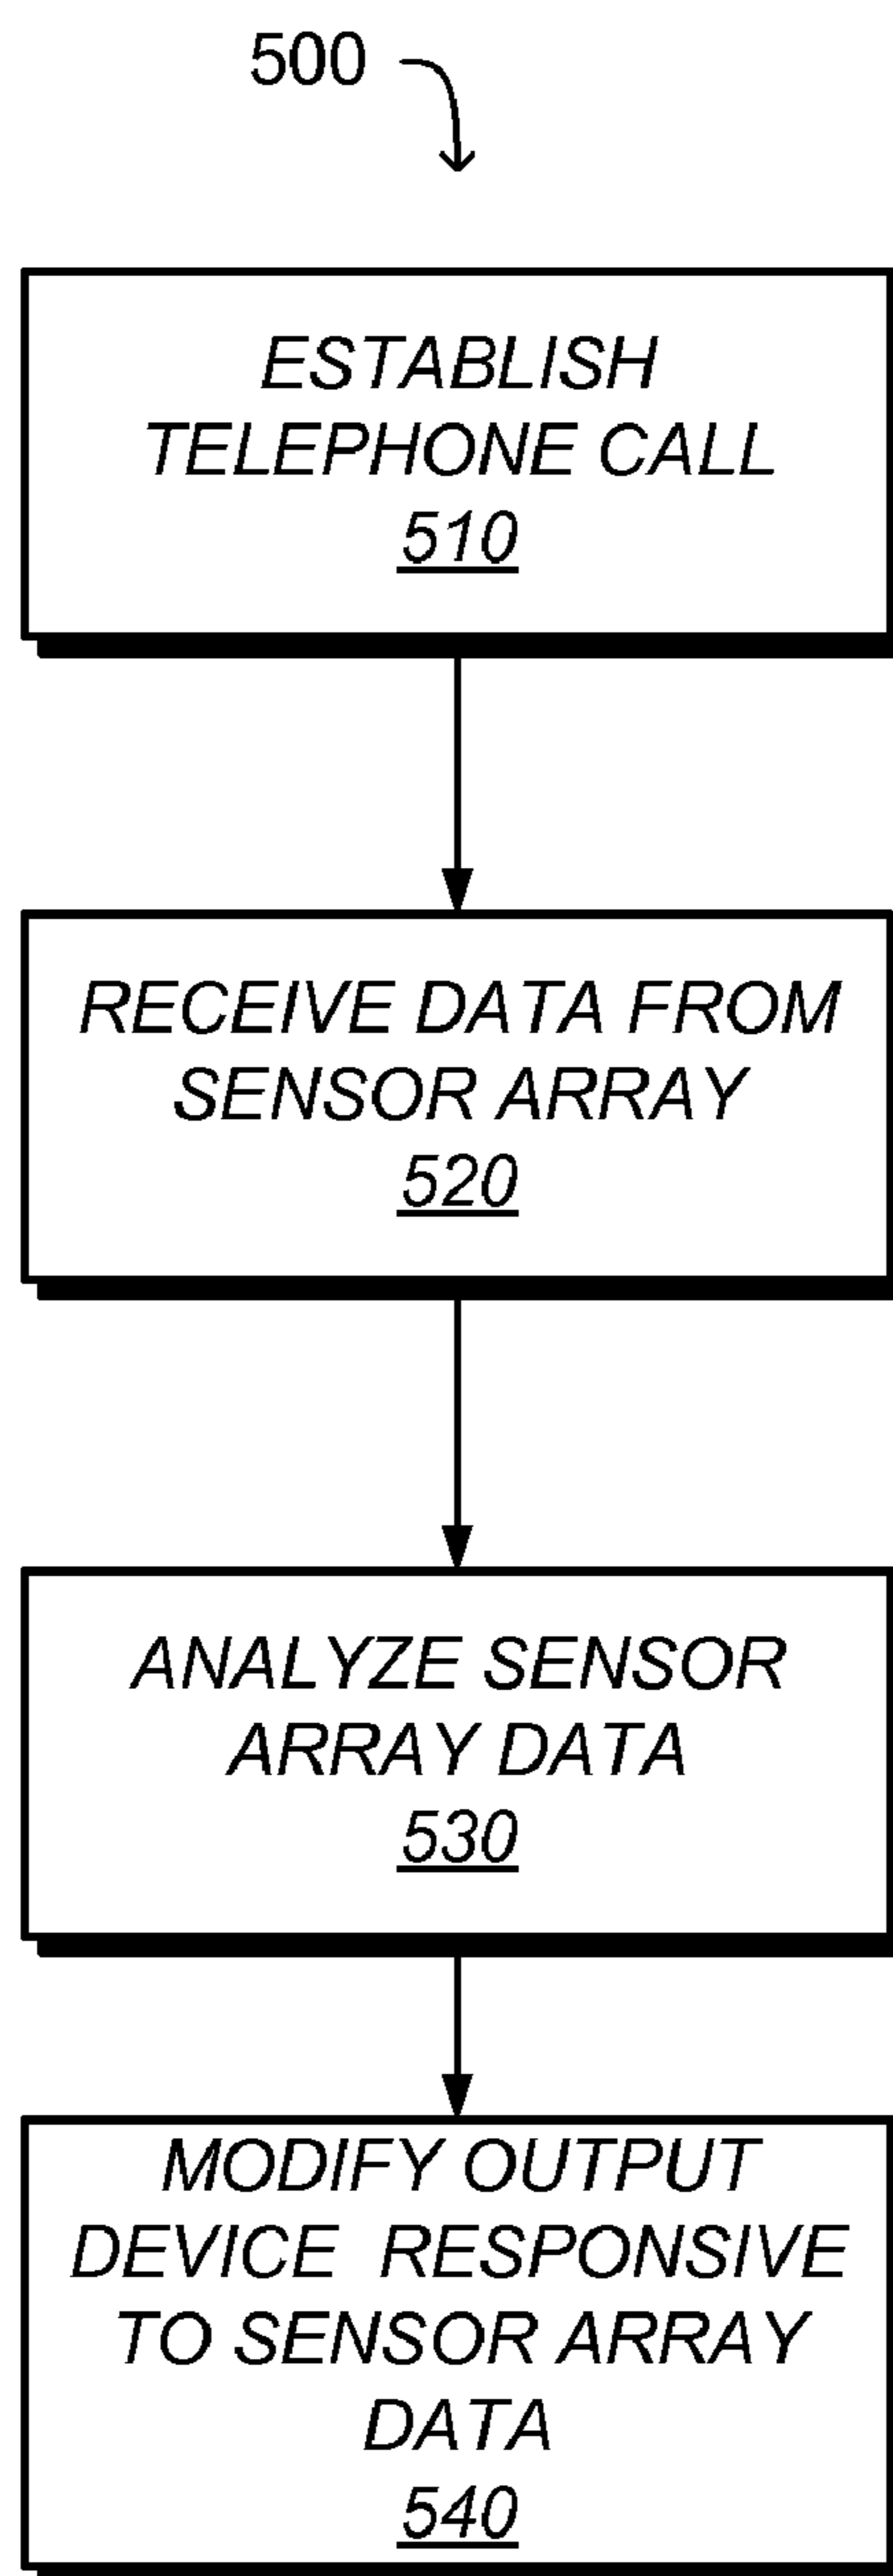 500
ESTABLISH
TELEPHONE CALL
510
RECEIVE DATA FROM
SENSOR ARRAY
520
ANALYZE SENSOR
ARRAY DATA
530
MODIFY OUTPUT
DEVICE RESPONSIVE
TO SENSOR ARRAY
DATA
540